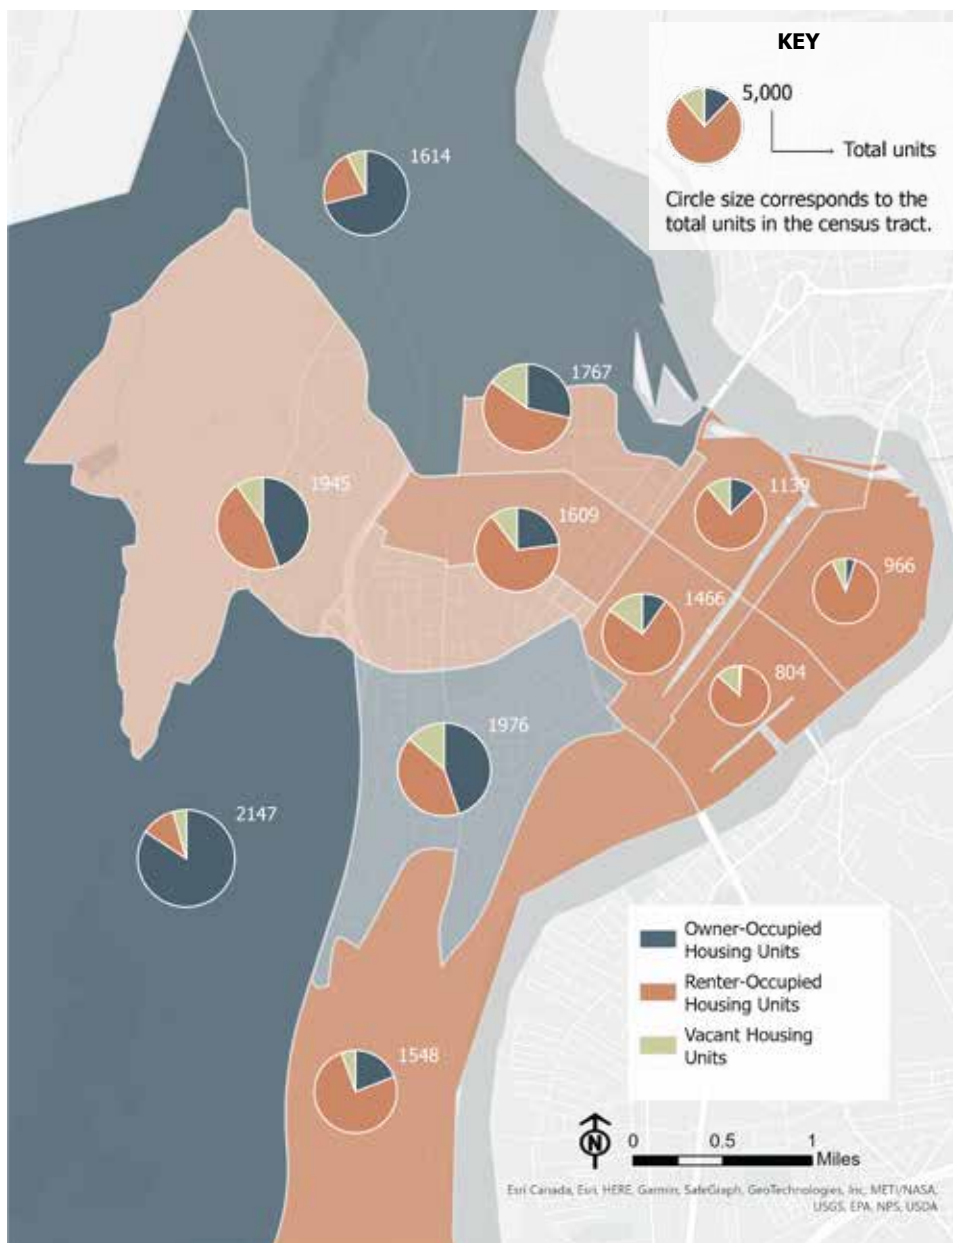 KEY
5,000
Total units
Circle size corresponds to the
total units in the census tract.
1614
1767
1945
1609
1139
966
1466
804
1976
2147
1548
Owner-Occupied
Housing Units
Renter-Occupied
Housing Units
Vacant Housing
Units
N
0 0.5 1
Miles
Esri Canada, Esri, HERE, Garmin, SafeGraph, GeoTechnologies, Inc, METI/NASA,
USGS, EPA, NPS, USDA